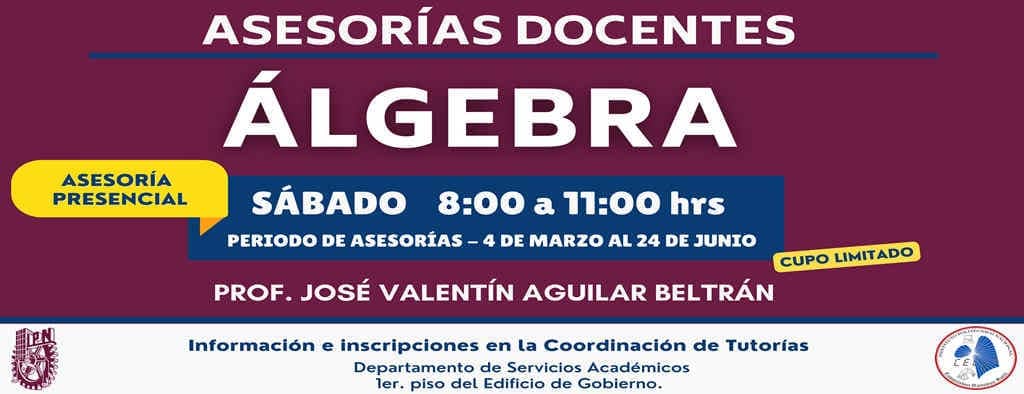 ASESORÍAS DOCENTES
ÁLGEBRA
ASESORÍA
PRESENCIAL
SÁBADO 8:00 a 11:00 hrs
PERIODO DE ASESORÍAS – 4 DE MARZO AL 24 DE JUNIO
CUPO LIMITADO
PROF. JOSÉ VALENTÍN AGUILAR BELTRÁN
IPN
Información e inscripciones en la Coordinación de Tutorías
Departamento de Servicios Académicos
1er. piso del Edificio de Gobierno.